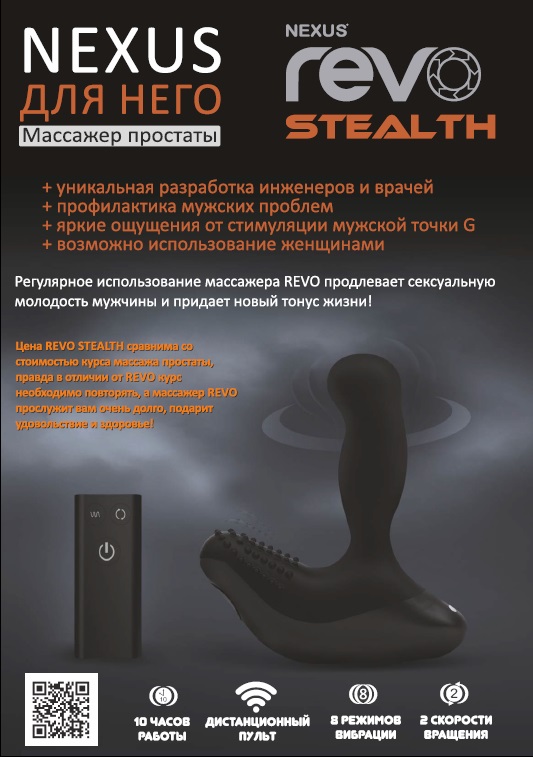 NEXUS
ДЛЯ НЕГО
Массажер простаты
NEXUS
revo
STEALTH
+ уникальная разработка инженеров и врачей
+ профилактика мужских проблем
+ яркие ощущения от стимуляции мужской точки G
+ возможно использование женщинами
Регулярное использование массажера REVO продлевает сексуальную
молодость мужчины и придает новый тонус жизни!
Цена REVO STEALTH сравнима со
стоимостью курса массажа простаты,
правда в отличии от REVO курс
необходимо повторять, а массажер REVO
прослужит вам очень долго, подарит
удовольствие и здоровье!
10
8
2
10 ЧАСОВ
РАБОТЫ
ДИСТАНЦИОННЫЙ
ПУЛЬТ
8 РЕЖИМОВ
ВИБРАЦИИ
2 СКОРОСТИ
ВРАЩЕНИЯ